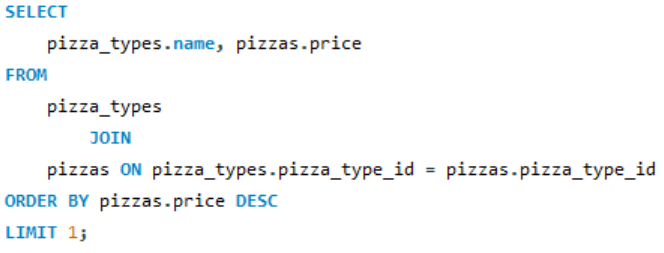 SELECT
    pizza_types.name, pizzas.price
FROM
    pizza_types
        JOIN
    pizzas ON pizza_types.pizza_type_id = pizzas.pizza_type_id
ORDER BY pizzas.price DESC
LIMIT 1;